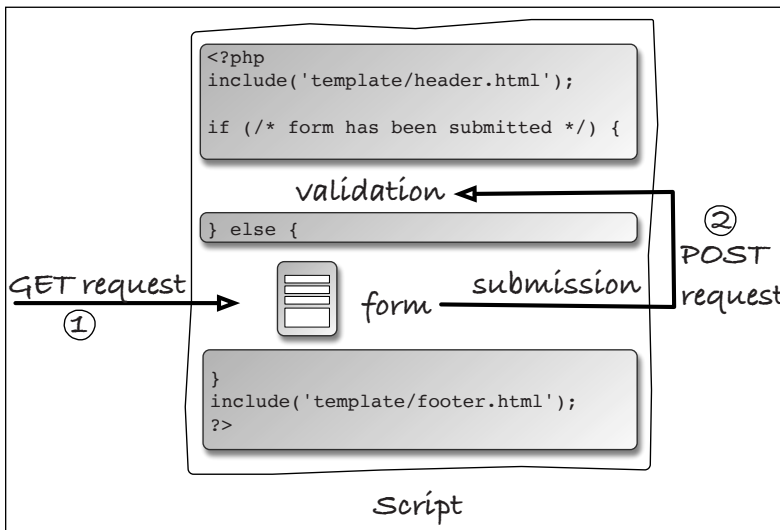 <?php
include('template/header.html');
if (/* form has been submitted */) {
validation
} else {
GET request
1
form
submission
2
POST
request
}
include('template/footer.html');
?>
Script